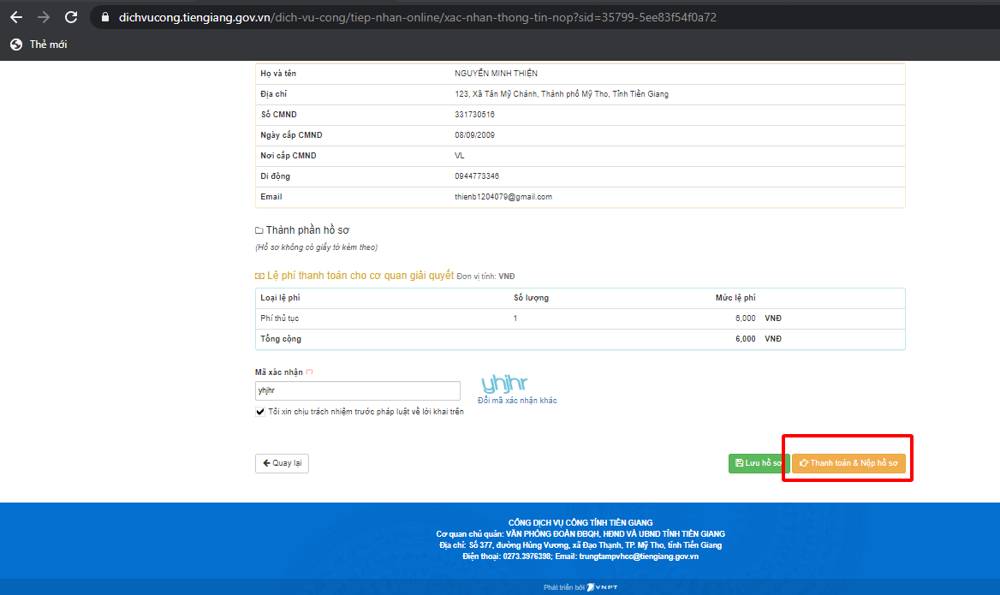 dichvucong.tiengiang.gov.vn/dich-vu-cong/tiep-nhan-online/xac-nhan-thong-tin-nop?sid=35799-5ee83f54f0a72
Thẻ mới
Họ và tên NGUYỄN MINH THIỆN
Địa chỉ 123, Xã Tân Mỹ Chánh, Thành phố Mỹ Tho, Tỉnh Tiền Giang
Số CMND 331730516
Ngày cấp CMND 08/09/2009
Nơi cấp CMND VL
Di động 0944773346
Email thienb1204079@gmail.com
Thành phần hồ sơ
(Hồ sơ không có giấy tờ kèm theo)
Lệ phí thanh toán cho cơ quan giải quyết Đơn vị tính: VNĐ
Loại lệ phí Số lượng Mức lệ phí
Phí thủ tục 1 6,000 VNĐ
Tổng cộng 6,000 VNĐ
Mã xác nhận (*)
yhjhr yhjhr
Đổi mã xác nhận khác
Tôi xin chịu trách nhiệm trước pháp luật về lời khai trên
Quay lại Lưu hồ sơ Thanh toán & Nộp hồ sơ
CỔNG DỊCH VỤ CÔNG TỈNH TIỀN GIANG
Cơ quan chủ quản: VĂN PHÒNG ĐOÀN ĐBQH, HĐND VÀ UBND TỈNH TIỀN GIANG
Địa chỉ: Số 377, đường Hùng Vương, xã Đạo Thạnh, TP. Mỹ Tho, tỉnh Tiền Giang
Điện thoại: 0273.3976398; Email: trungtampvhcc@tiengiang.gov.vn
Phát triển bởi VNPT